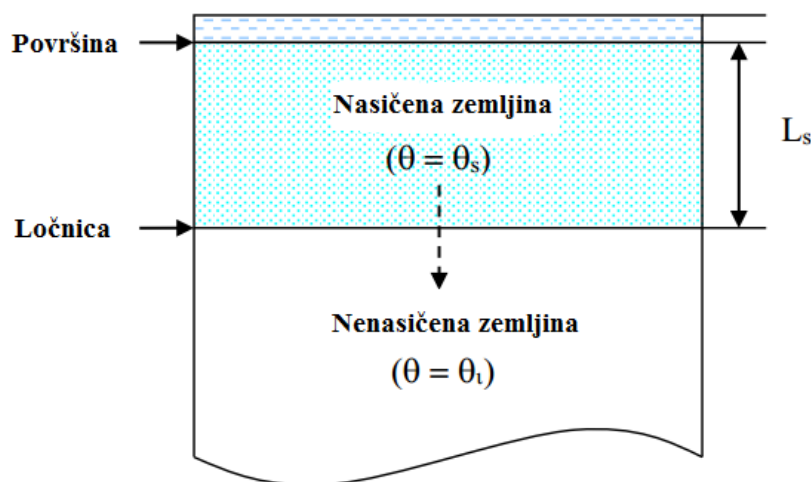 Površina
Nasičena zemljina
(θ = θₛ)
Lₛ
Ločnica
Nenasičena zemljina
(θ = θι)